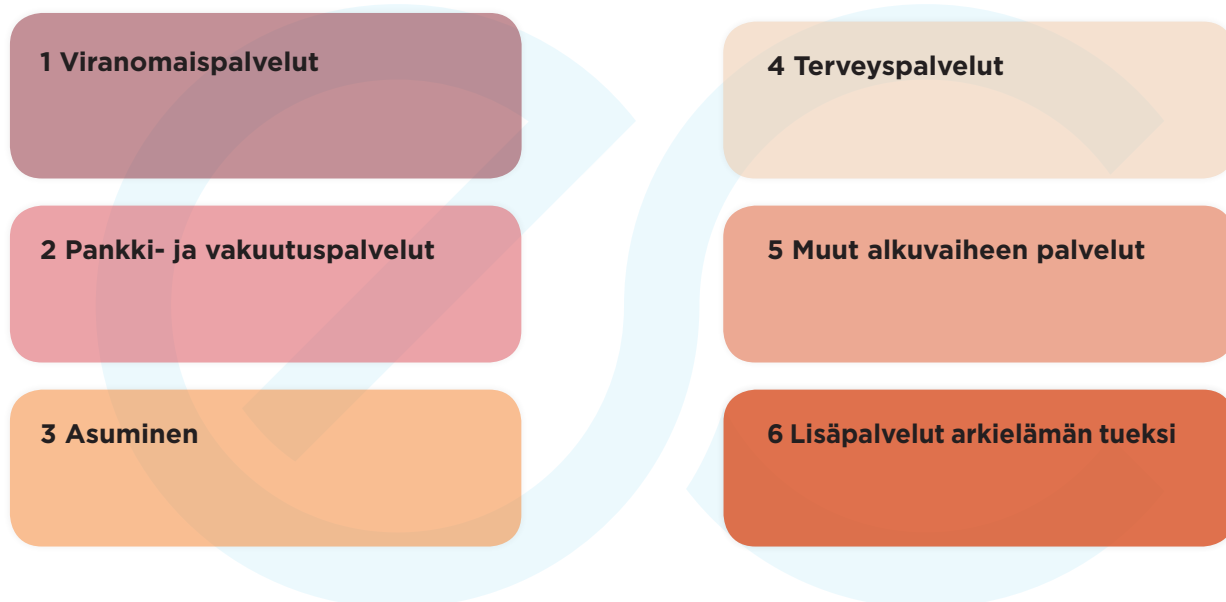 1 Viranomaispalvelut
2 Pankki- ja vakuutuspalvelut
3 Asuminen
4 Terveyspalvelut
5 Muut alkuvaiheen palvelut
6 Lisäpalvelut arkielämän tueksi